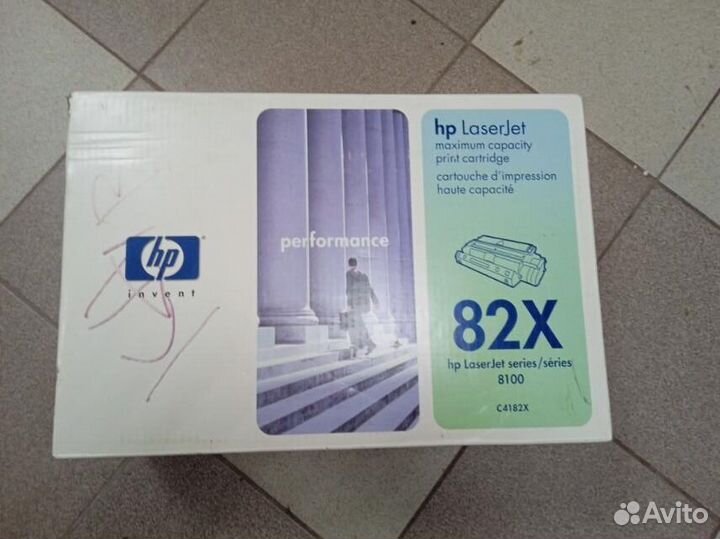 hp
invent
performance
hp LaserJet
maximum capacity
print cartridge
cartouche d'impression
haute capacité
82X
hp LaserJet series/séries
8100
C4182X
Avito